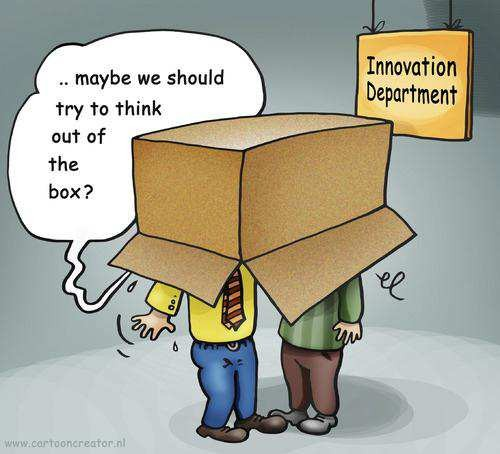 .. maybe we should
try to think
out of
the
box?
Innovation
Department
www.cartooncreator.nl